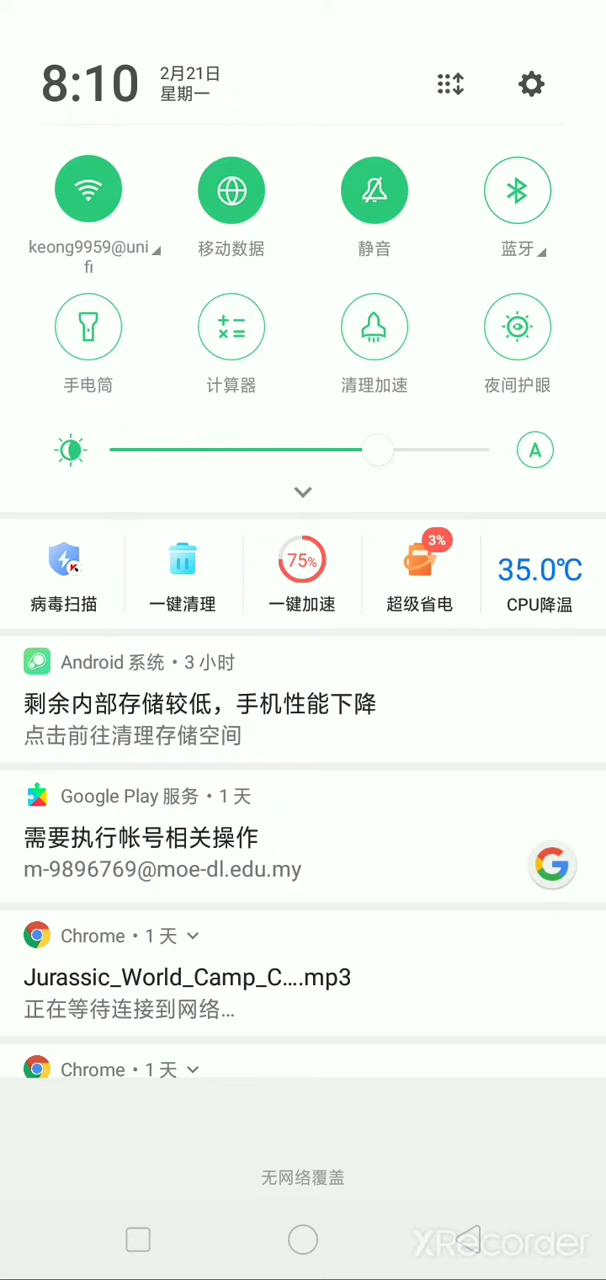 8:10
2月21日
星期一
keong9959@uni
fi
移动数据
静音
蓝牙
手电筒
计算器
清理加速
夜间护眼
A
75%
3%
35.0℃
病毒扫描
一键清理
一键加速
超级省电
CPU降温
Android 系统 • 3 小时
剩余内部存储较低，手机性能下降
点击前往清理存储空间
Google Play 服务 • 1 天
需要执行帐号相关操作
m-9896769@moe-dl.edu.my
Chrome • 1 天
Jurassic_World_Camp_C....mp3
正在等待连接到网络...
Chrome • 1 天
无网络覆盖
XRecorder